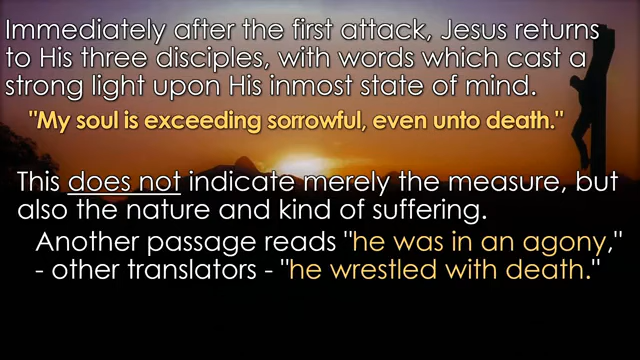 Immediately after the first attack, Jesus returns
to His three disciples, with words which cast a
strong light upon His inmost state of mind.
"My soul is exceeding sorrowful, even unto death."
This does not indicate merely the measure, but
also the nature and kind of suffering.
Another passage reads "he was in an agony,"
- other translators - "he wrestled with death."